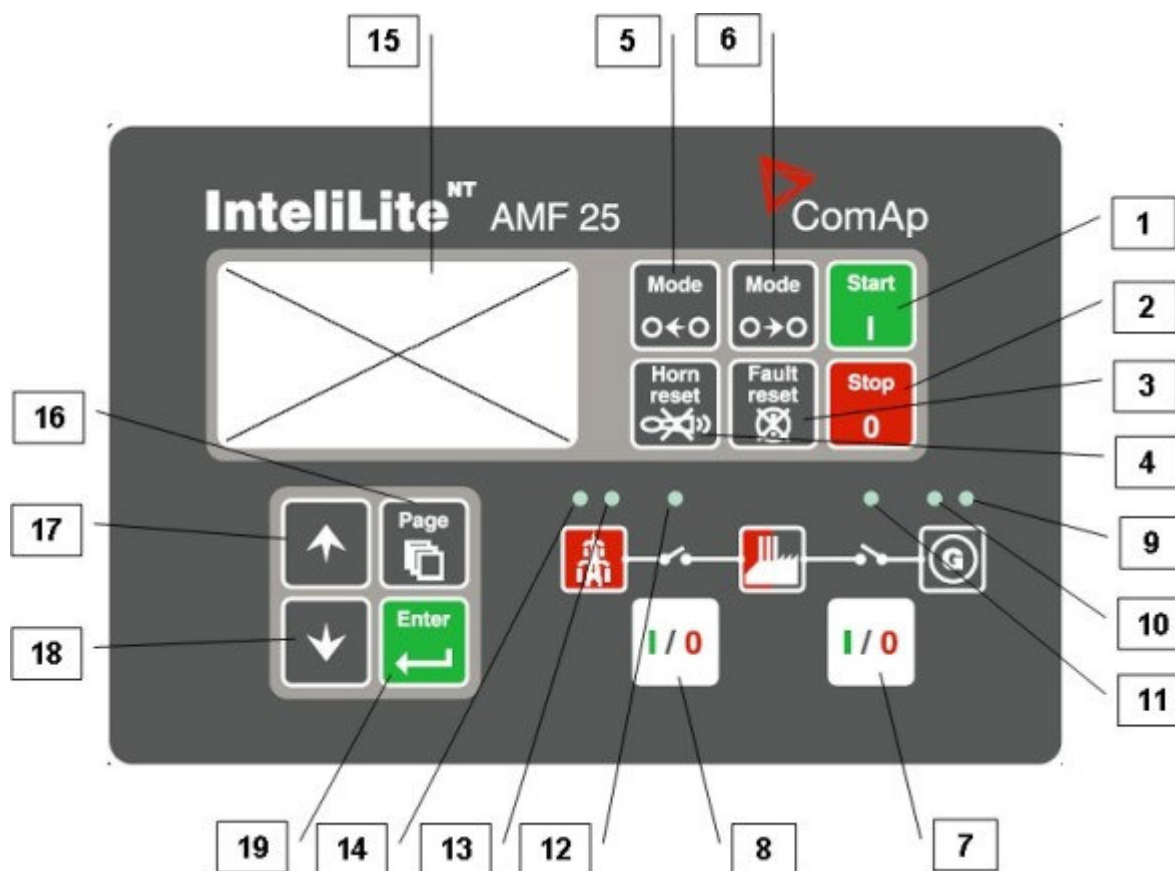 15
5
6
InteliLite NT AMF 25
ComAp
1
Mode
Mode
Start
I
2
Horn
reset
Fault
reset
Stop
0
3
16
4
17
Page
9
G
18
Enter
I / 0
I / 0
10
11
19
14
13
12
8
7